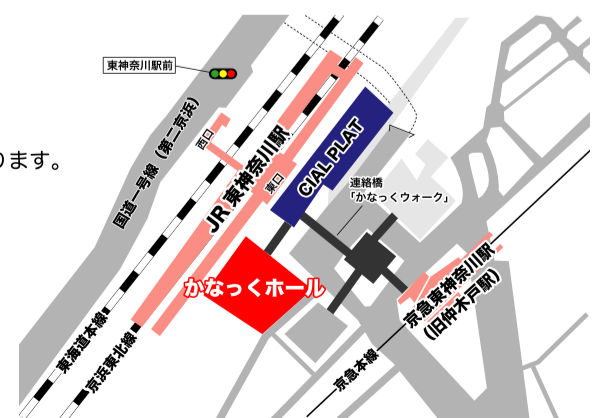 東神奈川駅前
ります。
国道一号線（第二京浜）
西口
JR 東神奈川駅
東口
CIAL PLAT
連絡橋
「かなっくウォーク」
かなっくホール
京急東神奈川駅
(旧仲木戸駅)
東海道本線
京浜東北線
京急本線